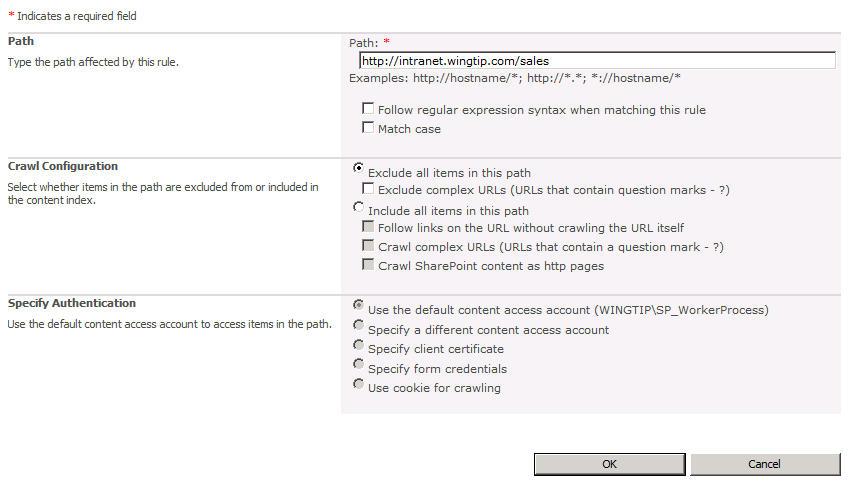 * Indicates a required field
Path
Type the path affected by this rule.
Path: *
http://intranet.wingtip.com/sales
Examples: http://hostname/*; http://*.*; *://hostname/*
Follow regular expression syntax when matching this rule
Match case
Crawl Configuration
Select whether items in the path are excluded from or included in
the content index.
Exclude all items in this path
Exclude complex URLs (URLs that contain question marks - ?)
Include all items in this path
Follow links on the URL without crawling the URL itself
Crawl complex URLs (URLs that contain a question mark - ?)
Crawl SharePoint content as http pages
Specify Authentication
Use the default content access account to access items in the path.
Use the default content access account (WINGTIP\SP_WorkerProcess)
Specify a different content access account
Specify client certificate
Specify form credentials
Use cookie for crawling
OK
Cancel